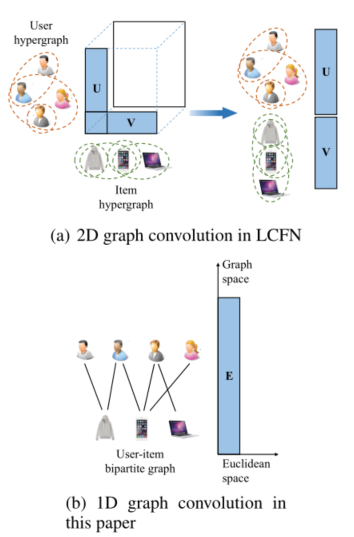 User
hypergraph
U
V
Item
hypergraph
U
V
(a) 2D graph convolution in LCFN
Graph
space
E
User-item
bipartite graph
Euclidean
space
(b) 1D graph convolution in
this paper